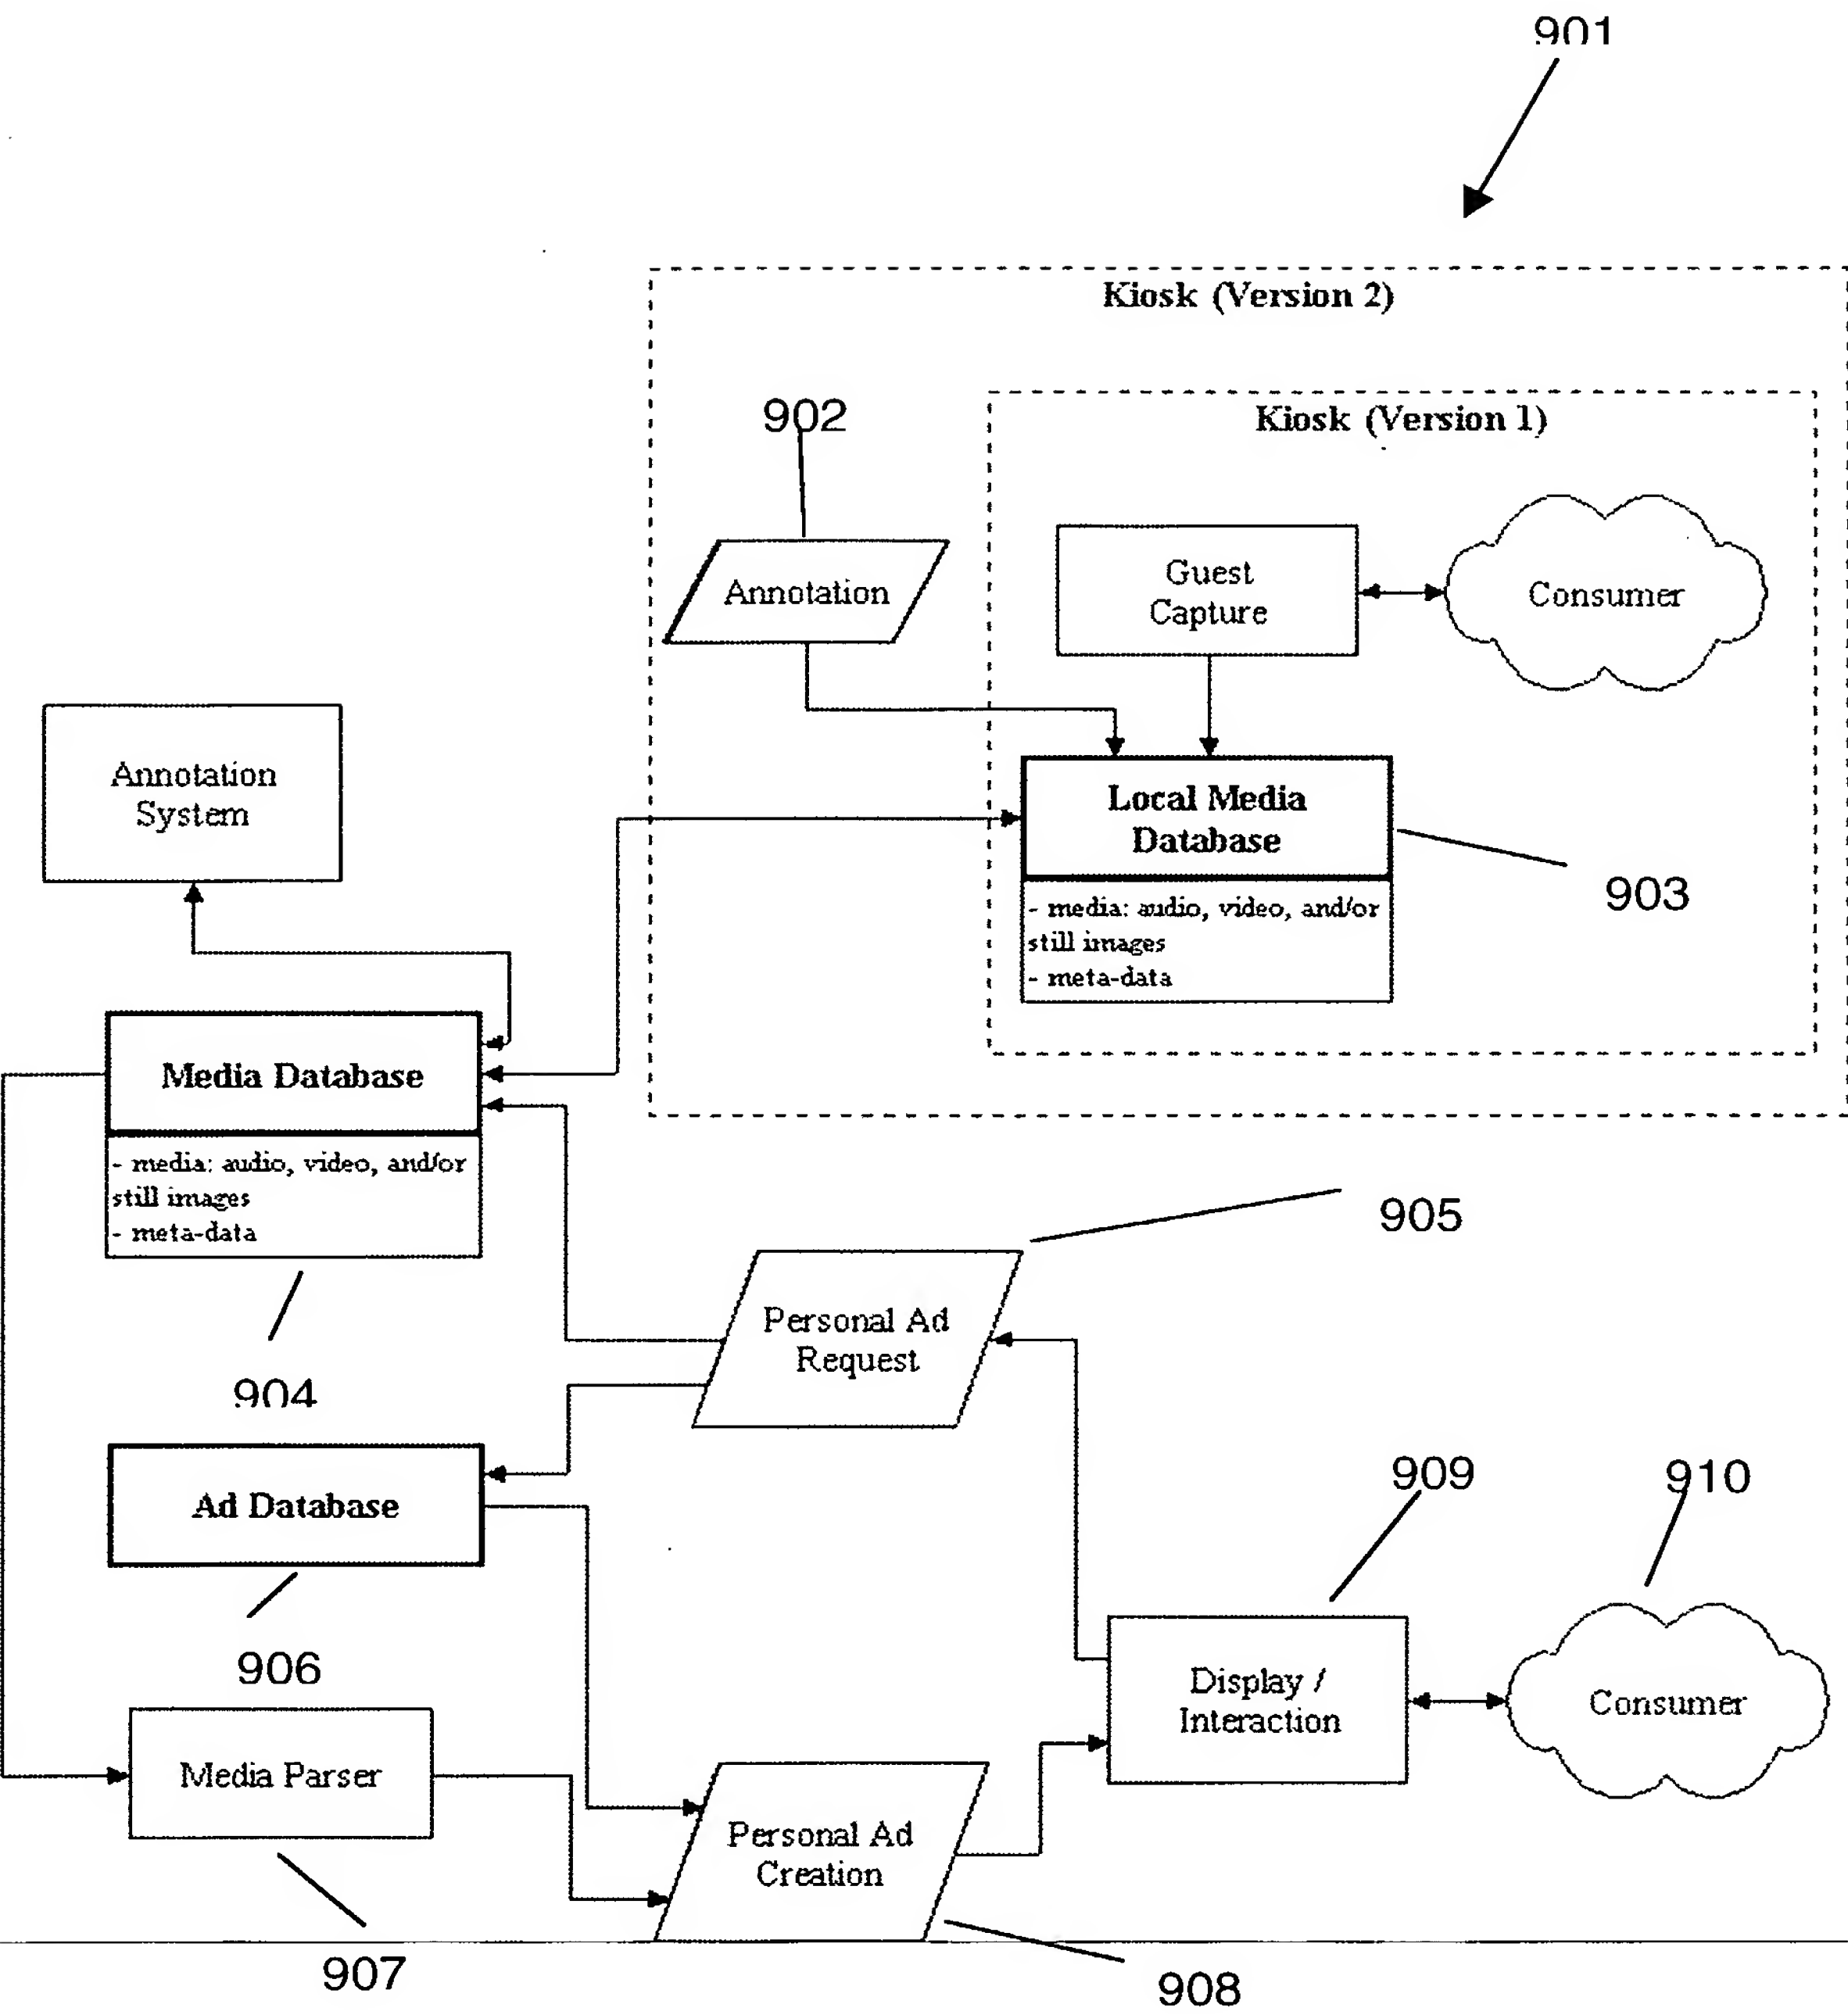 901
Kiosk (Version 2)
902
Kiosk (Version 1)
Annotation
Guest
Capture
Consumer
Annotation
System
Local Media
Database
903
- media: audio, video, and/or
still images
- meta-data
Media Database
- media: audio, video, and/or
still images
- meta-data
904
905
Personal Ad
Request
Ad Database
906
909
910
Display /
Interaction
Consumer
Media Parser
907
Personal Ad
Creation
908